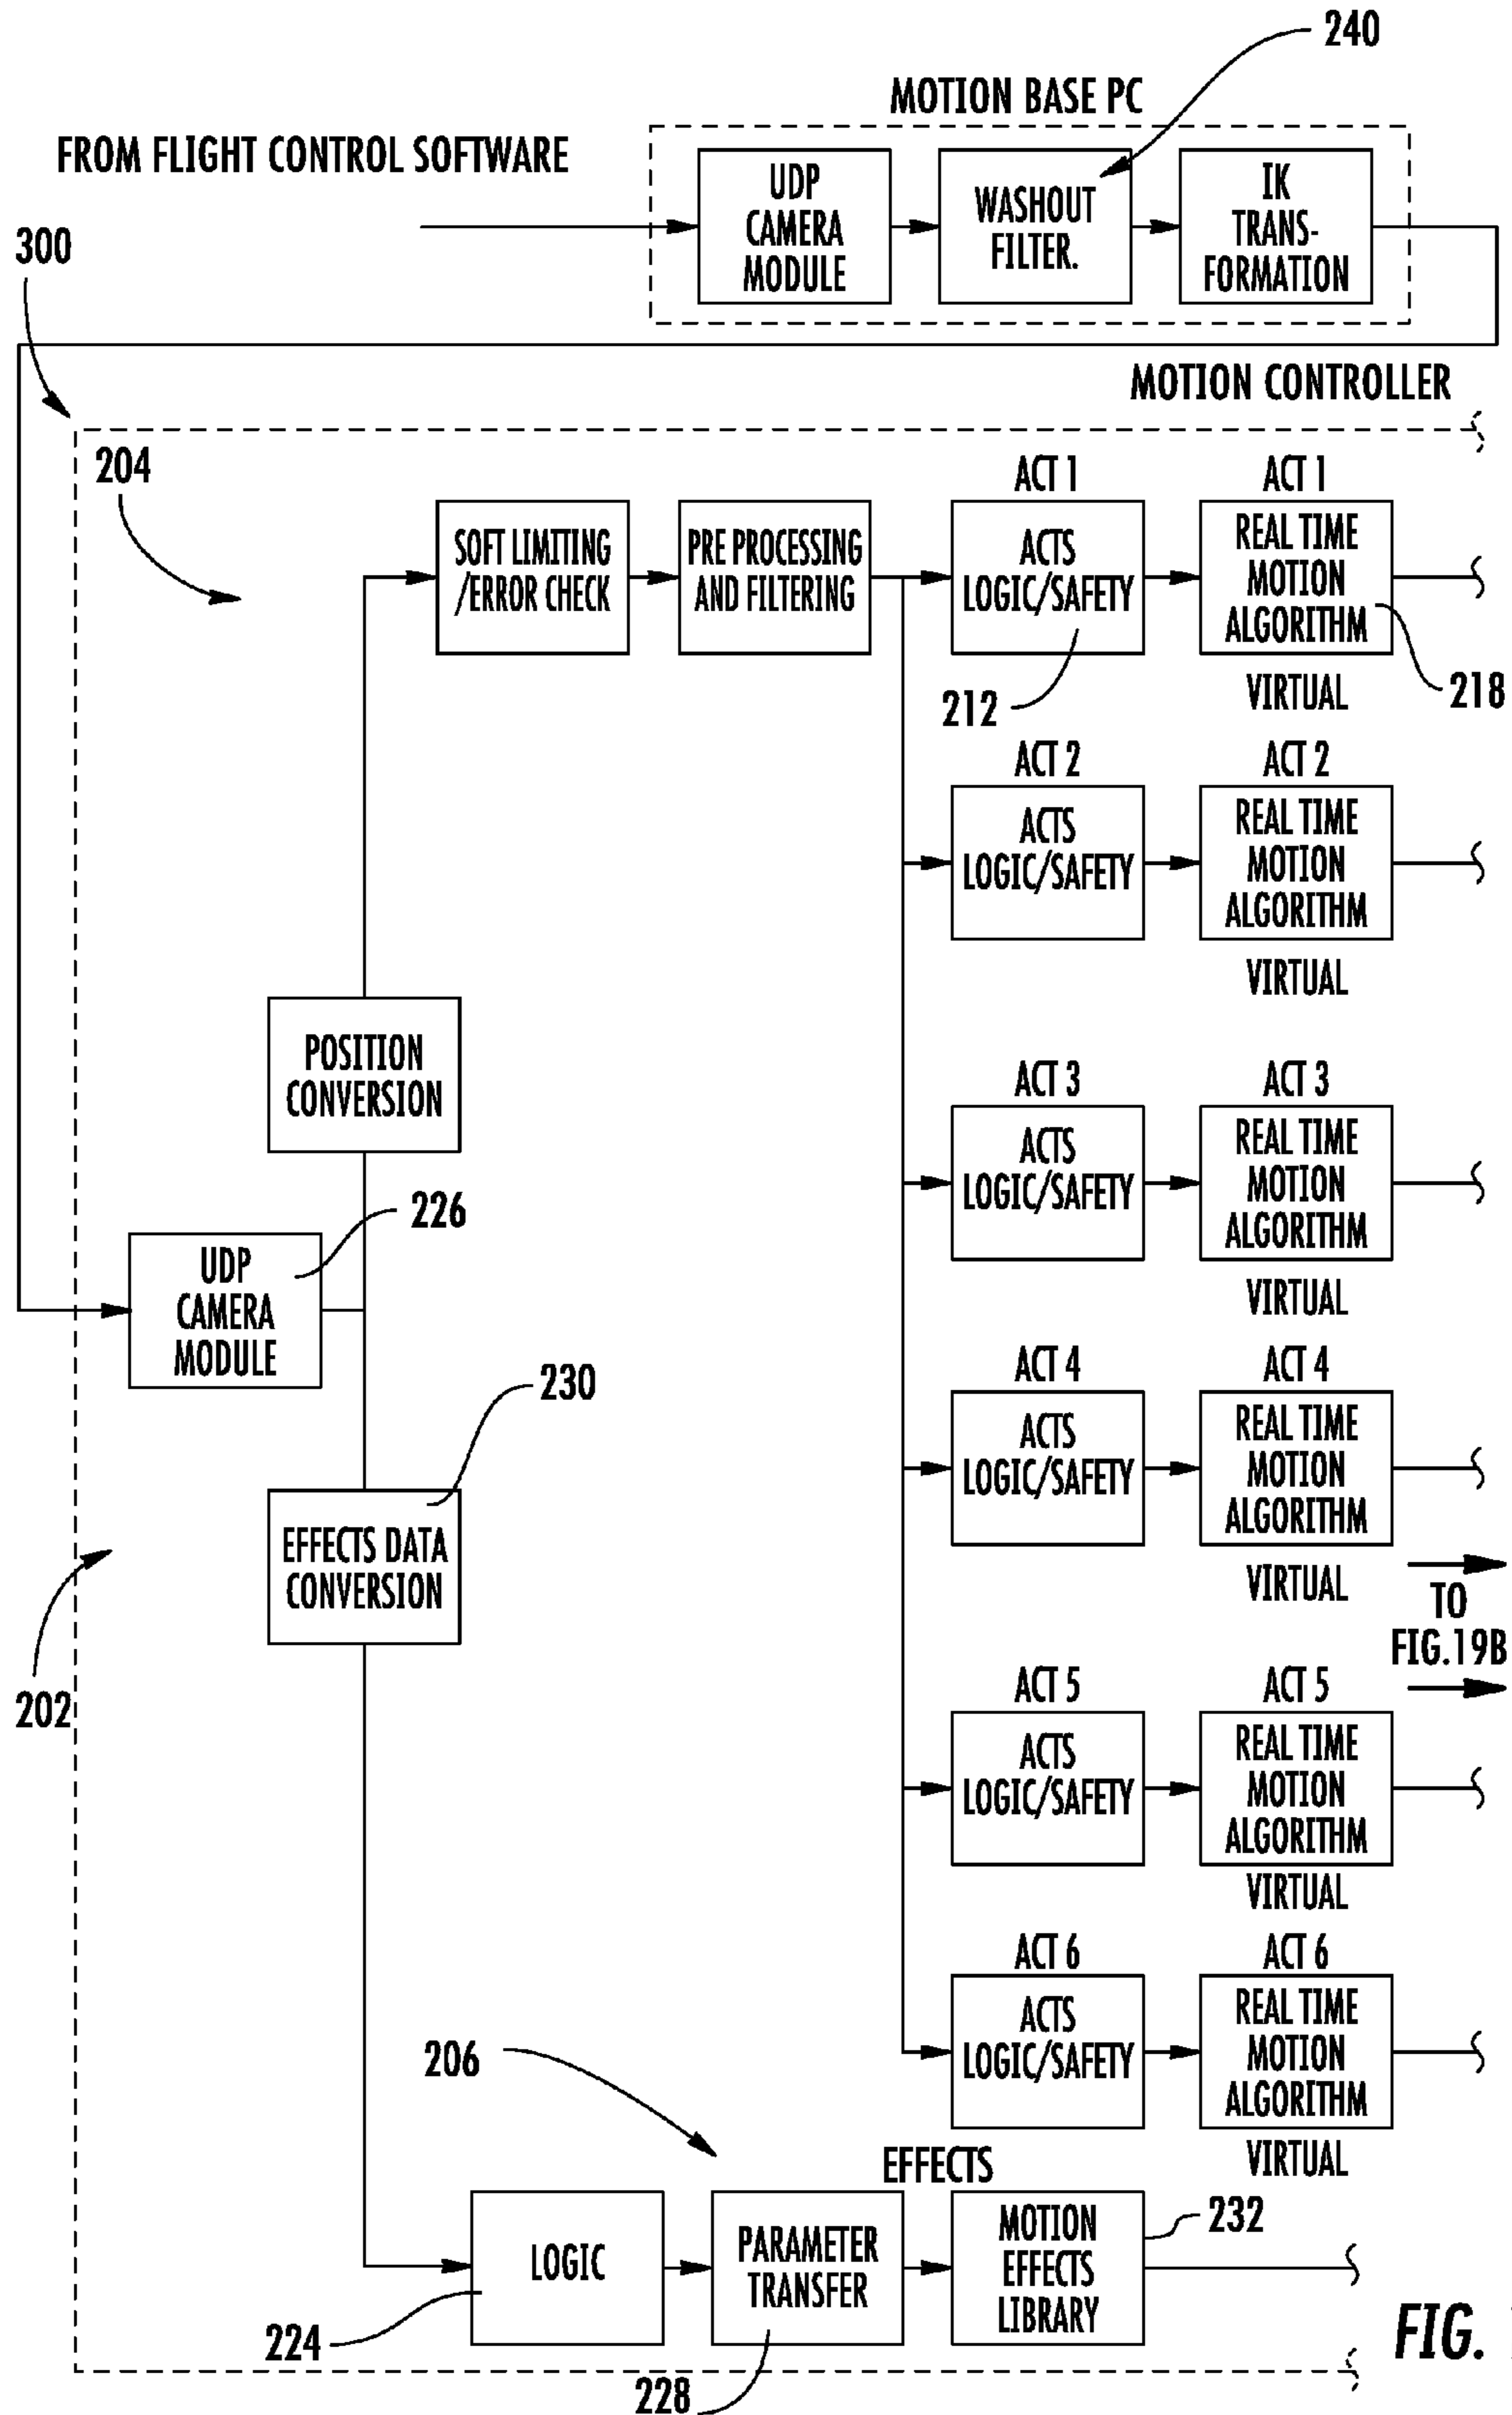 240
MOTION BASE PC
FROM FLIGHT CONTROL SOFTWARE
UDP
CAMERA
MODULE
WASHOUT
FILTER.
IK
TRANS-
FORMATION
300
MOTION CONTROLLER
204
SOFT LIMITING
/ERROR CHECK
PRE PROCESSING
AND FILTERING
ACT 1
ACTS
LOGIC/SAFETY
212
ACT 1
REAL TIME
MOTION
ALGORITHM
VIRTUAL
218
ACT 2
ACTS
LOGIC/SAFETY
ACT 2
REAL TIME
MOTION
ALGORITHM
VIRTUAL
POSITION
CONVERSION
ACT 3
ACTS
LOGIC/SAFETY
ACT 3
REAL TIME
MOTION
ALGORITHM
VIRTUAL
226
UDP
CAMERA
MODULE
ACT 4
ACTS
LOGIC/SAFETY
ACT 4
REAL TIME
MOTION
ALGORITHM
VIRTUAL
230
EFFECTS DATA
CONVERSION
202
TO
FIG.19B
ACT 5
ACTS
LOGIC/SAFETY
ACT 5
REAL TIME
MOTION
ALGORITHM
VIRTUAL
ACT 6
ACTS
LOGIC/SAFETY
ACT 6
REAL TIME
MOTION
ALGORITHM
VIRTUAL
206
EFFECTS
LOGIC
224
PARAMETER
TRANSFER
228
MOTION
EFFECTS
LIBRARY
232
FIG.